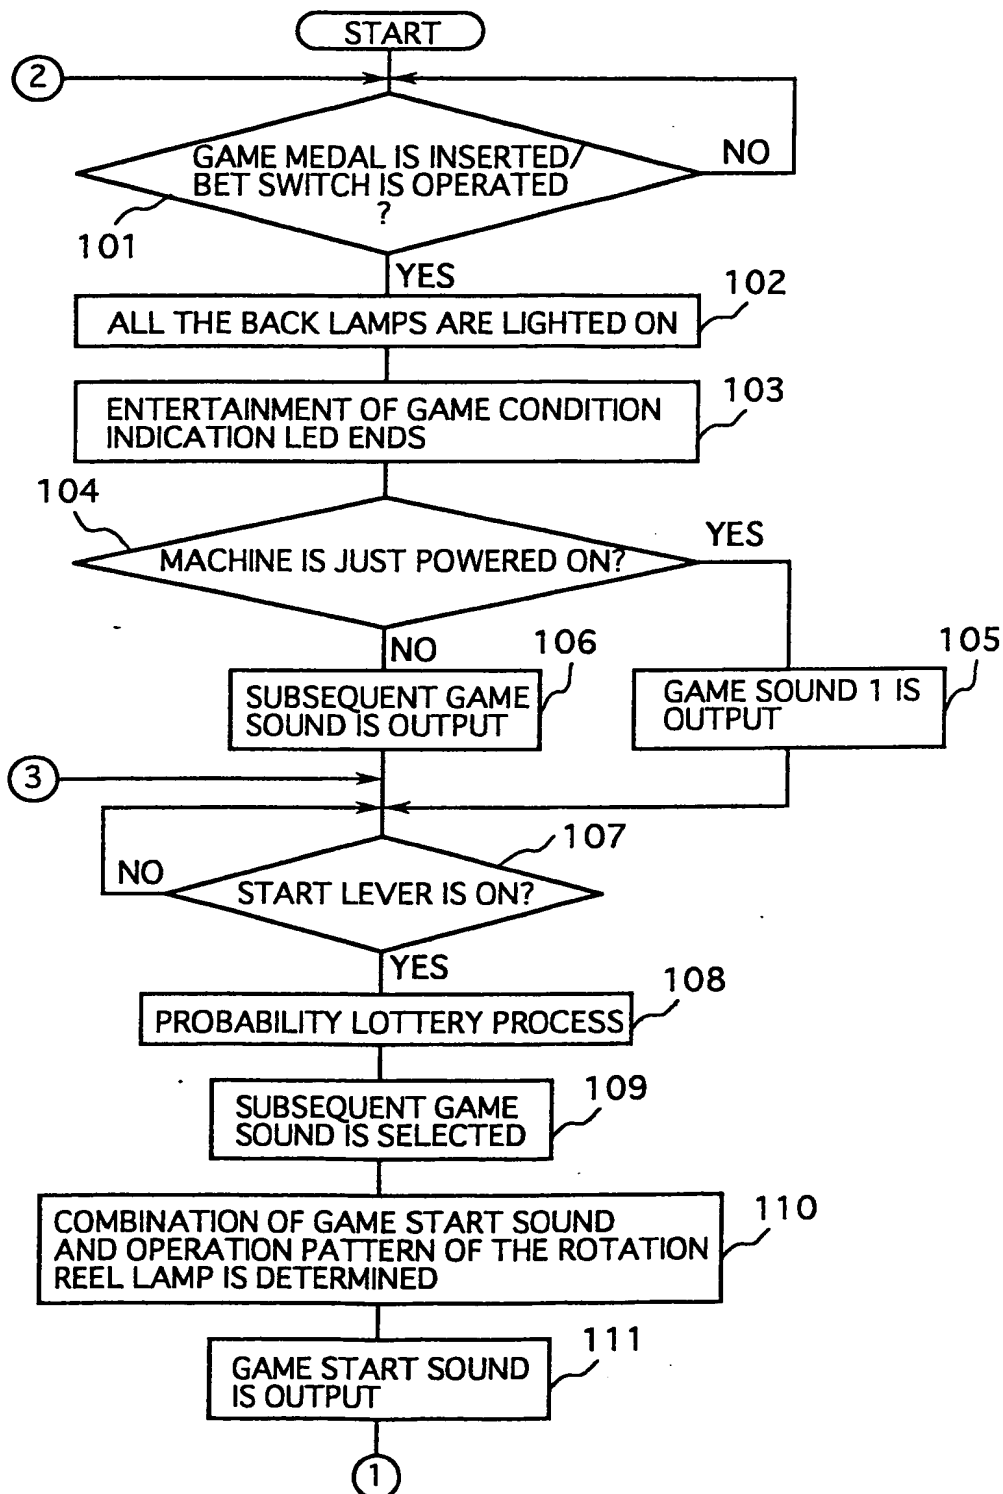 START
2
GAME MEDAL IS INSERTED/
BET SWITCH IS OPERATED
?
NO
101
YES
102
ALL THE BACK LAMPS ARE LIGHTED ON
103
ENTERTAINMENT OF GAME CONDITION
INDICATION LED ENDS
104
MACHINE IS JUST POWERED ON?
YES
NO
106
SUBSEQUENT GAME
SOUND IS OUTPUT
105
GAME SOUND 1 IS
OUTPUT
3
107
NO
START LEVER IS ON?
YES
108
PROBABILITY LOTTERY PROCESS
109
SUBSEQUENT GAME
SOUND IS SELECTED
110
COMBINATION OF GAME START SOUND
AND OPERATION PATTERN OF THE ROTATION
REEL LAMP IS DETERMINED
111
GAME START SOUND
IS OUTPUT
1